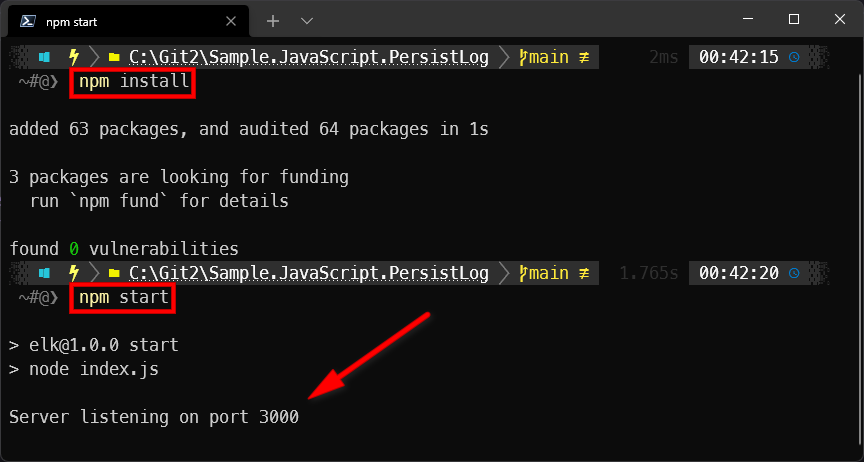 npm start
C:\Git2\Sample.JavaScript.PersistLog main ≢ 2ms 00:42:15
~#@❯ npm install
added 63 packages, and audited 64 packages in 1s
3 packages are looking for funding
run `npm fund` for details
found 0 vulnerabilities
C:\Git2\Sample.JavaScript.PersistLog main ≢ 1.765s 00:42:20
~#@❯ npm start
> elk@1.0.0 start
> node index.js
Server listening on port 3000